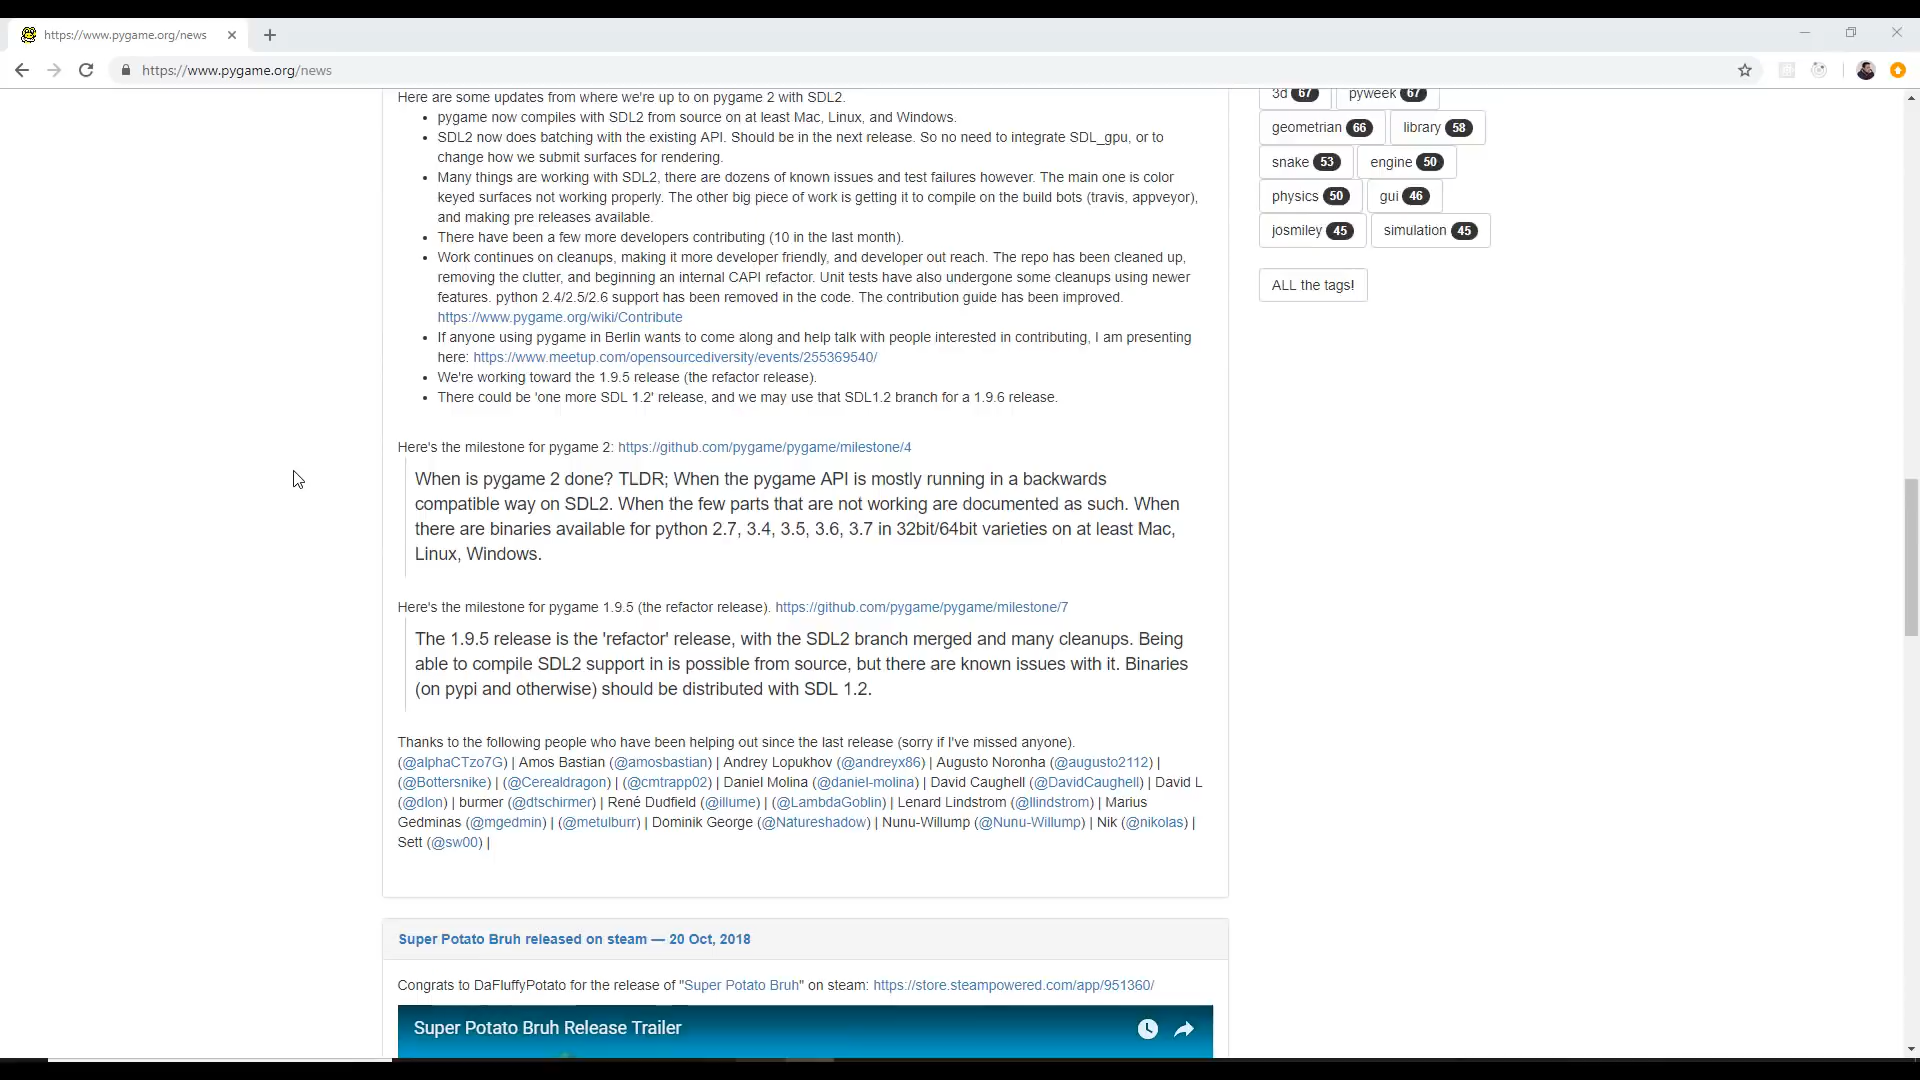 https://www.pygame.org/news
https://www.pygame.org/news
Here are some updates from where we're up to on pygame 2 with SDL2.
• pygame now compiles with SDL2 from source on at least Mac, Linux, and Windows.
• SDL2 now does batching with the existing API. Should be in the next release. So no need to integrate SDL_gpu, or to
change how we submit surfaces for rendering.
• Many things are working with SDL2, there are dozens of known issues and test failures however. The main one is color
keyed surfaces not working properly. The other big piece of work is getting it to compile on the build bots (travis, appveyor),
and making pre releases available.
• There have been a few more developers contributing (10 in the last month).
• Work continues on cleanups, making it more developer friendly, and developer out reach. The repo has been cleaned up,
removing the clutter, and beginning an internal CAPI refactor. Unit tests have also undergone some cleanups using newer
features. python 2.4/2.5/2.6 support has been removed in the code. The contribution guide has been improved.
https://www.pygame.org/wiki/Contribute
• If anyone using pygame in Berlin wants to come along and help talk with people interested in contributing, I am presenting
here: https://www.meetup.com/opensourcediversity/events/255369540/
• We're working toward the 1.9.5 release (the refactor release).
• There could be 'one more SDL 1.2' release, and we may use that SDL1.2 branch for a 1.9.6 release.
Here's the milestone for pygame 2: https://github.com/pygame/pygame/milestone/4
When is pygame 2 done? TLDR; When the pygame API is mostly running in a backwards
compatible way on SDL2. When the few parts that are not working are documented as such. When
there are binaries available for python 2.7, 3.4, 3.5, 3.6, 3.7 in 32bit/64bit varieties on at least Mac,
Linux, Windows.
Here's the milestone for pygame 1.9.5 (the refactor release). https://github.com/pygame/pygame/milestone/7
The 1.9.5 release is the 'refactor' release, with the SDL2 branch merged and many cleanups. Being
able to compile SDL2 support in is possible from source, but there are known issues with it. Binaries
(on pypi and otherwise) should be distributed with SDL 1.2.
Thanks to the following people who have been helping out since the last release (sorry if I've missed anyone).
(@alphaCTzo7G) | Amos Bastian (@amosbastian) | Andrey Lopukhov (@andreyx86) | Augusto Noronha (@augusto2112) |
(@Bottersnike) | (@Cerealdragon) | (@cmtrapp02) | Daniel Molina (@daniel-molina) | David Caughell (@DavidCaughell) | David L
(@dlon) | burmer (@dtschirmer) | René Dudfield (@illume) | (@LambdaGoblin) | Lenard Lindstrom (@llindstrom) | Marius
Gedminas (@mgedmin) | (@metulburr) | Dominik George (@Natureshadow) | Nunu-Willump (@Nunu-Willump) | Nik (@nikolas) |
Sett (@sw00) |
Super Potato Bruh released on steam — 20 Oct, 2018
Congrats to DaFluffyPotato for the release of "Super Potato Bruh" on steam: https://store.steampowered.com/app/951360/
Super Potato Bruh Release Trailer
3d 67 pyweek 67
geometrian 66 library 58
snake 53 engine 50
physics 50 gui 46
josmiley 45 simulation 45
ALL the tags!